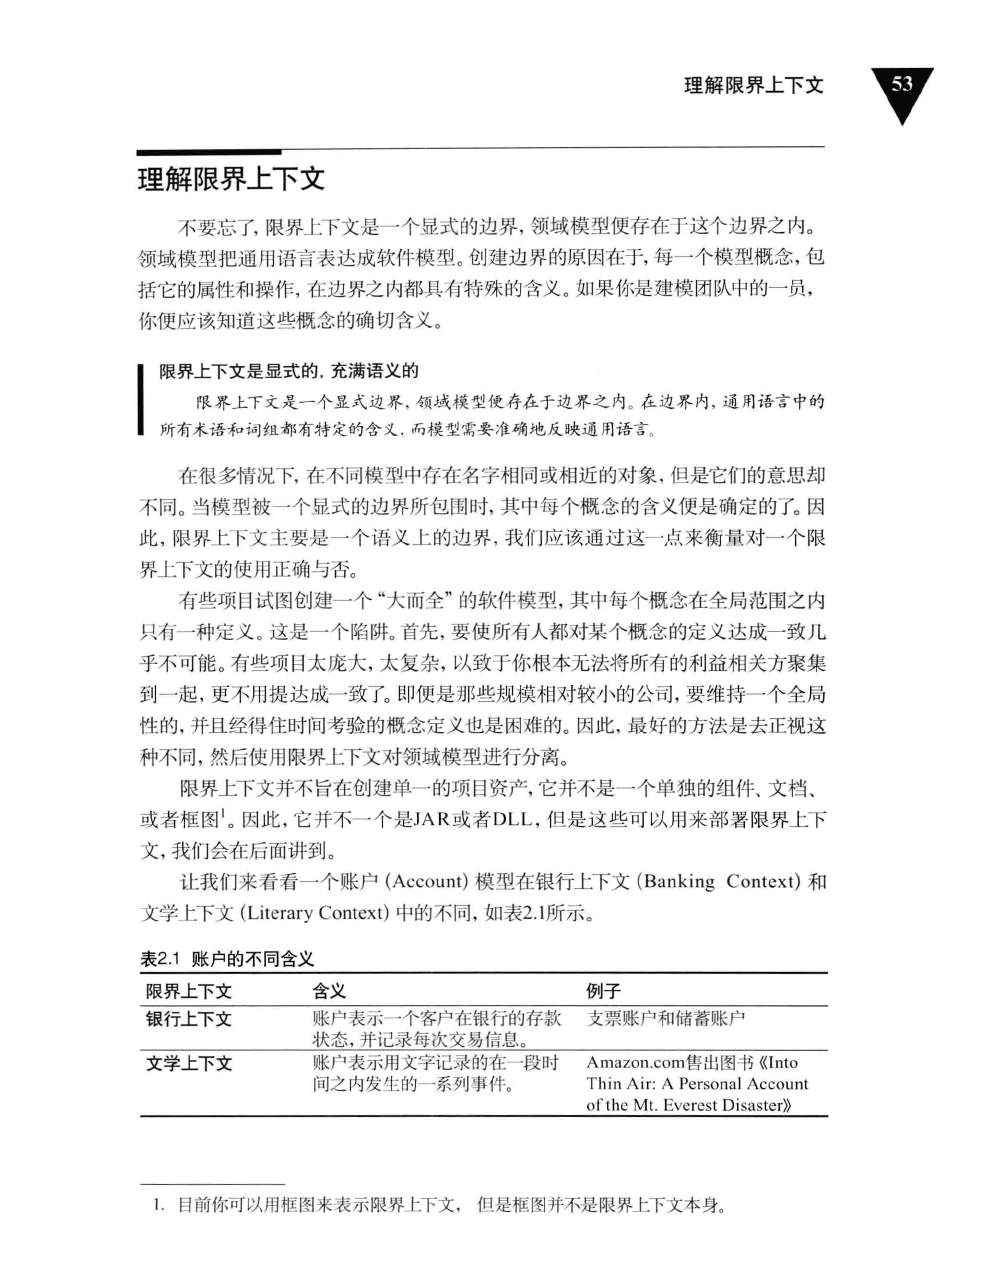 理解限界上下文
53
理解限界上下文
不要忘了, 限界上下文是一个显式的边界, 领域模型便存在于这个边界之内。
领域模型把通用语言表达成软件模型。创建边界的原因在于, 每一个模型概念, 包
括它的属性和操作, 在边界之内都具有特殊的含义。如果你是建模团队中的一员,
你便应该知道这些概念的确切含义。
限界上下文是显式的, 充满语义的
限界上下文是一个显式边界, 领域模型便存在于边界之内。在边界内, 通用语言中的
所有术语和词组都有特定的含义, 而模型需要准确地反映通用语言。
在很多情况下, 在不同模型中存在名字相同或相近的对象, 但是它们的意思却
不同。当模型被一个显式的边界所包围时, 其中每个概念的含义便是确定的了。因
此, 限界上下文主要是一个语义上的边界, 我们应该通过这一点来衡量对一个限
界上下文的使用正确与否。
有些项目试图创建一个“大而全”的软件模型, 其中每个概念在全局范围之内
只有一种定义。这是一个陷阱。首先, 要使所有人都对某个概念的定义达成一致几
乎不可能。有些项目太庞大, 太复杂, 以致于你根本无法将所有的利益相关方聚集
到一起, 更不用提达成一致了。即便是那些规模相对较小的公司, 要维持一个全局
性的, 并且经得住时间考验的概念定义也是困难的。因此, 最好的方法是去正视这
种不同, 然后使用限界上下文对领域模型进行分离。
限界上下文并不旨在创建单一的项目资产, 它并不是一个单独的组件、文档、
或者框图1。因此, 它并不一个是JAR或者DLL, 但是这些可以用来部署限界上下
文, 我们会在后面讲到。
让我们来看看一个账户 (Account) 模型在银行上下文 (Banking Context) 和
文学上下文 (Literary Context) 中的不同, 如表2.1所示。
表2.1 账户的不同含义
限界上下文 含义 例子
银行上下文 账户表示一个客户在银行的存款 支票账户和储蓄账户
状态, 并记录每次交易信息。
文学上下文 账户表示用文字记录的在一段时 Amazon.com售出图书《Into
间之内发生的一系列事件。 Thin Air: A Personal Account
of the Mt. Everest Disaster》
1. 目前你可以用框图来表示限界上下文, 但是框图并不是限界上下文本身。